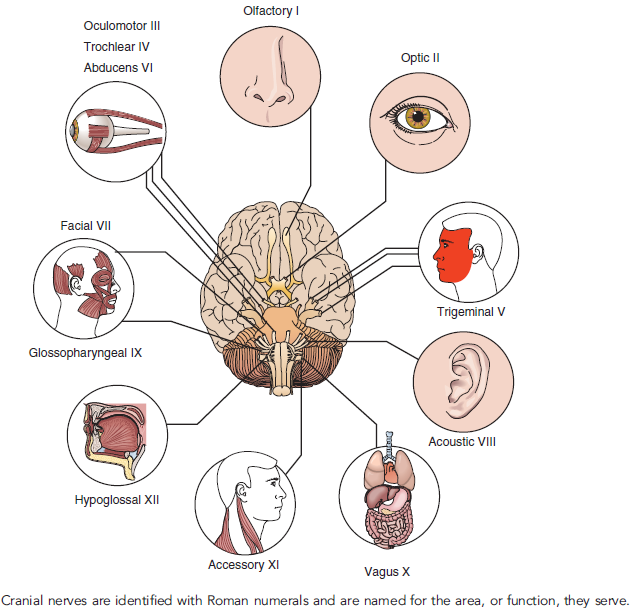 Olfactory I
Oculomotor III
Trochlear IV
Abducens VI
Optic II
Facial VII
Trigeminal V
Glossopharyngeal IX
Acoustic VIII
Hypoglossal XII
Accessory XI
Vagus X
Cranial nerves are identified with Roman numerals and are named for the area, or function, they serve.